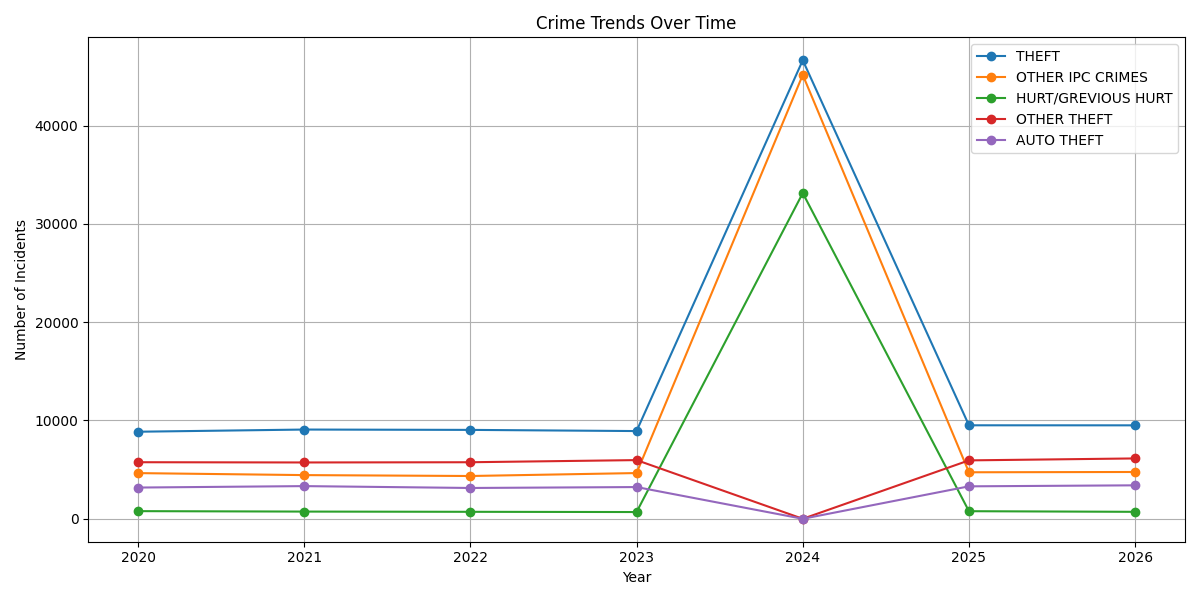 Crime Trends Over Time
THEFT
OTHER IPC CRIMES
HURT/GREVIOUS HURT
OTHER THEFT
AUTO THEFT
Number of Incidents
40000
30000
20000
10000
0
2020 2021 2022 2023 2024 2025 2026
Year